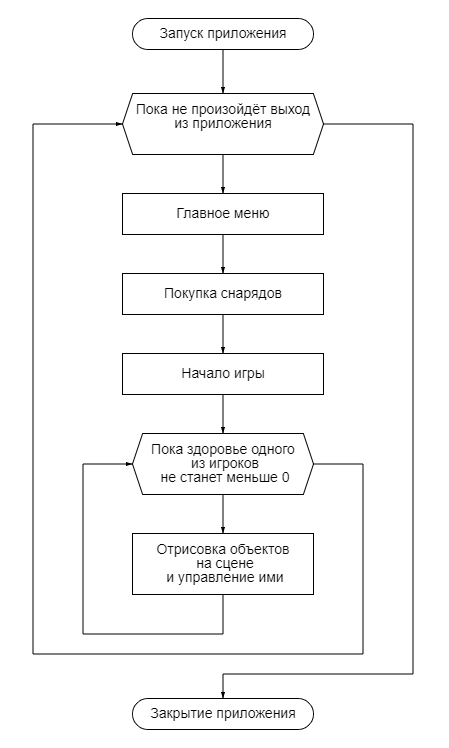 Запуск приложения
Пока не произойдёт выход
из приложения
Главное меню
Покупка снарядов
Начало игры
Пока здоровье одного
из игроков
не станет меньше 0
Отрисовка объектов
на сцене
и управление ими
Закрытие приложения